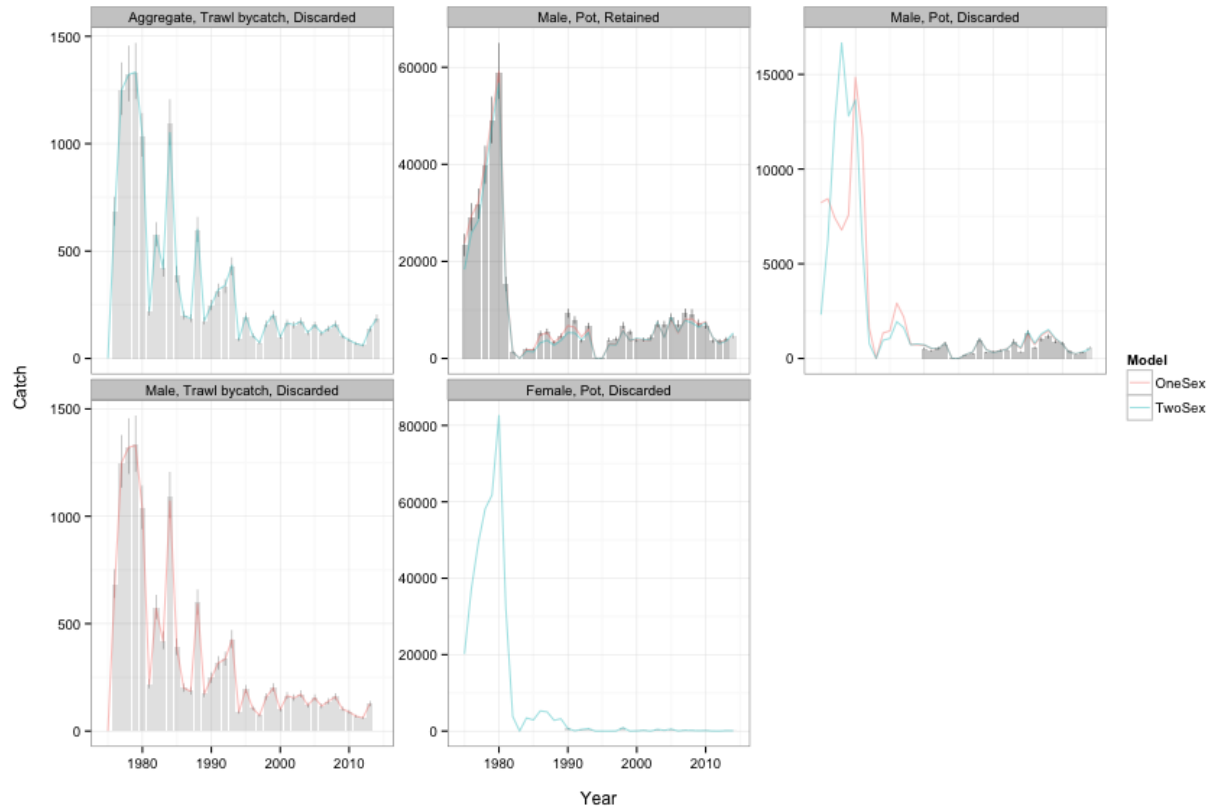 Aggregate, Trawl bycatch, Discarded
Male, Pot, Retained
Male, Pot, Discarded
1500
1000
500
0
60000
40000
20000
0
15000
10000
5000
0
Male, Trawl bycatch, Discarded
Female, Pot, Discarded
1500
1000
500
0
80000
60000
40000
20000
0
1980
1990
2000
2010
1980
1990
2000
2010
Catch
Year
Model
OneSex
TwoSex